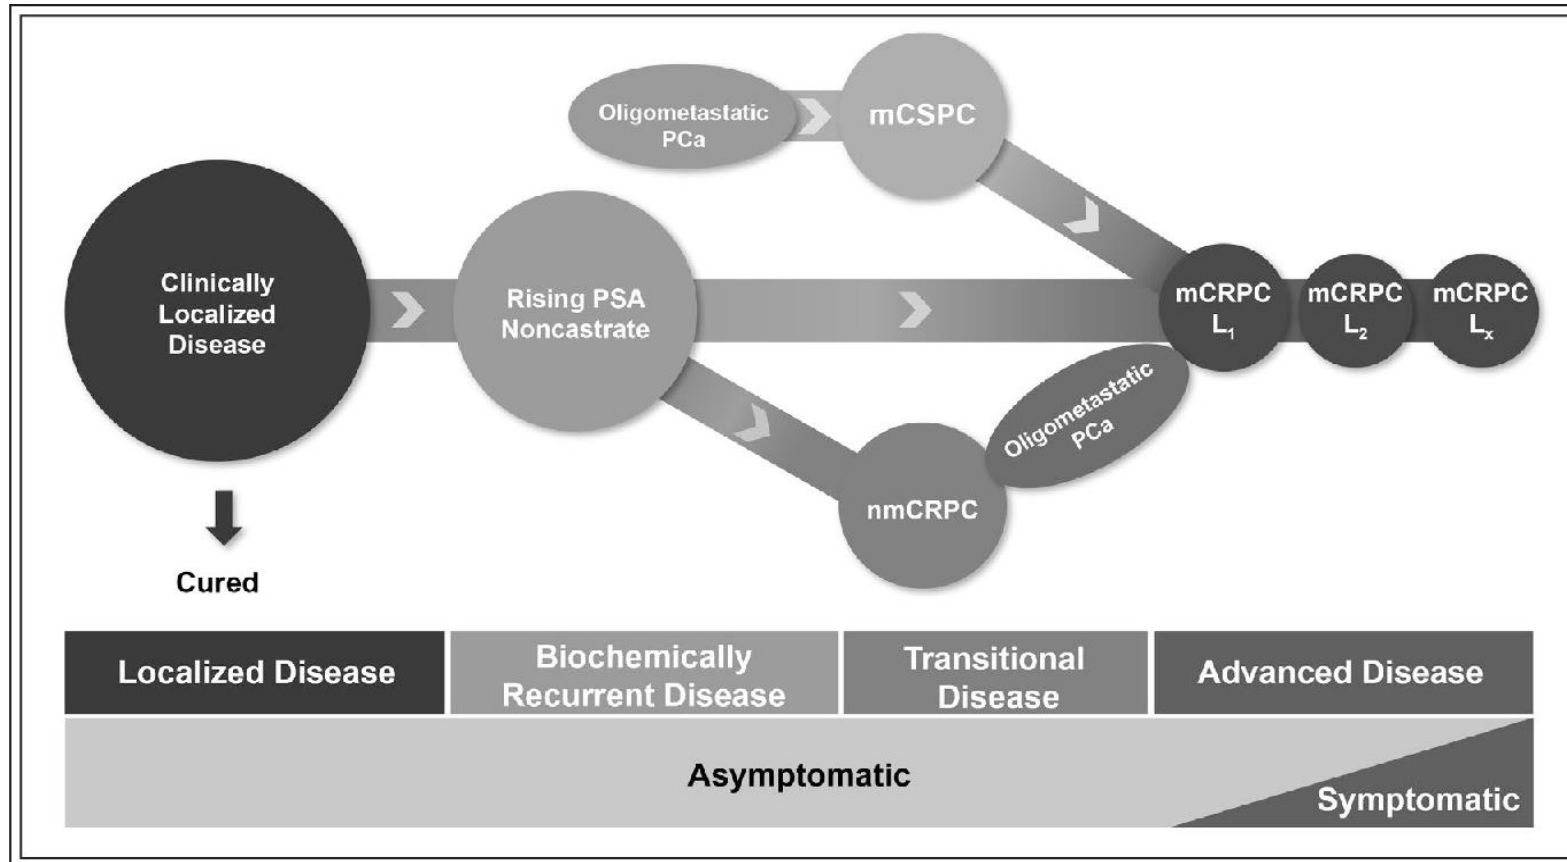 Oligometastatic
PCa
mCSPC
Clinically
Localized
Disease
Rising PSA
Noncastrate
mCRPC
L₁
mCRPC
L₂
mCRPC
Lₓ
Oligometastatic
PCa
nmCRPC
Cured
Localized Disease
Biochemically
Recurrent Disease
Transitional
Disease
Advanced Disease
Asymptomatic
Symptomatic